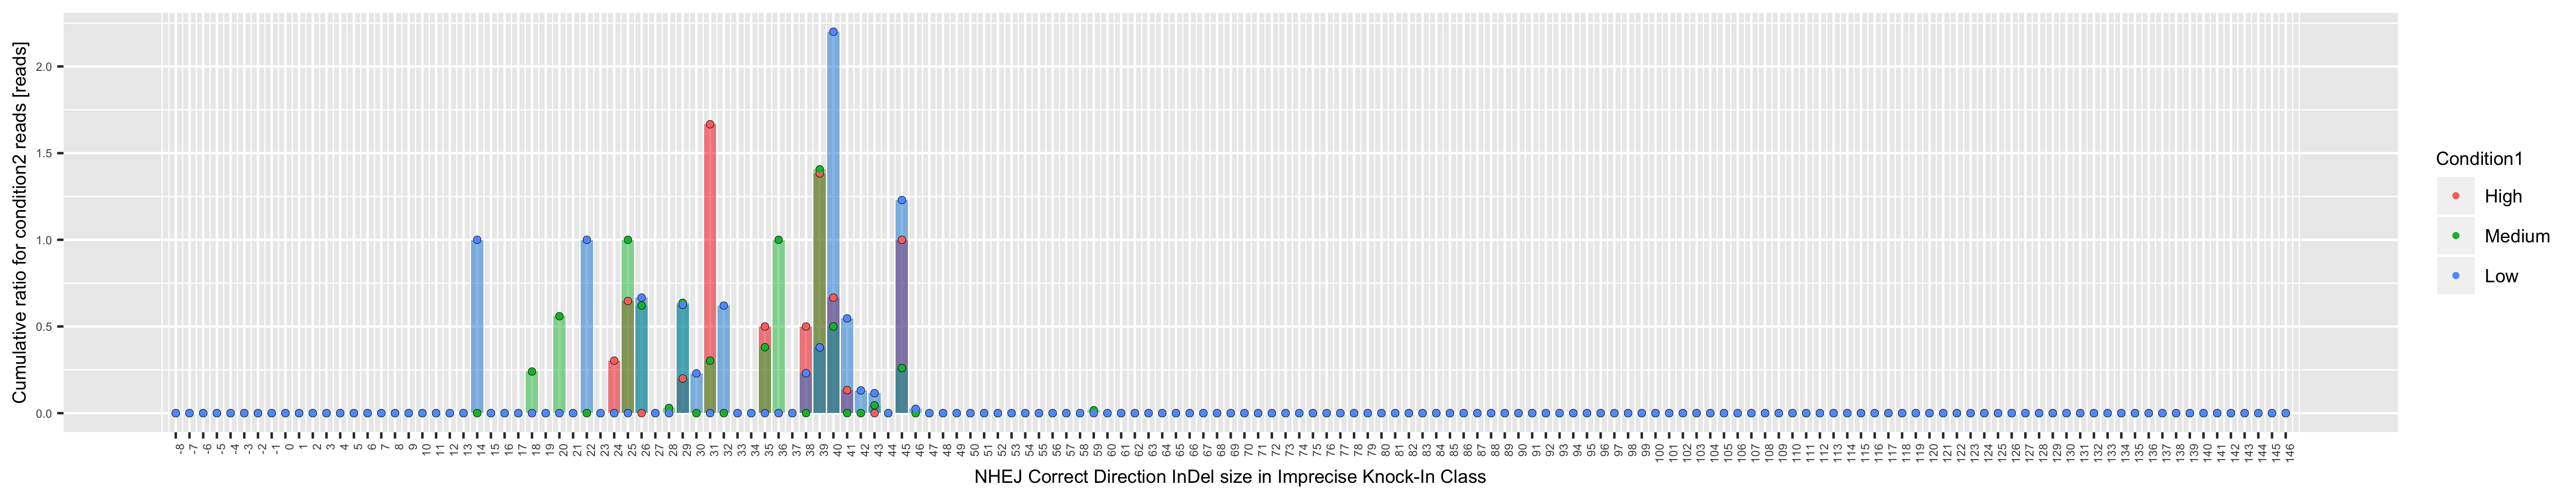 Cumulative ratio for condition2 reads [reads]
2.0
1.5
1.0
0.5
0.0
-8 -7 -6 -5 -4 -3 -2 -1 0 1 2 3 4 5 6 7 8 9 10 11 12 13 14 15 16 17 18 19 20 21 22 23 24 25 26 27 28 29 30 31 32 33 34 35 36 37 38 39 40 41 42 43 44 45 46 47 48 49 50 51 52 53 54 55 56 57 58 59 60 61 62 63 64 65 66 67 68 69 70 71 72 73 74 75 76 77 78 79 80 81 82 83 84 85 86 87 88 89 90 91 92 93 94 95 96 97 98 99 100 101 102 103 104 105 106 107 108 109 110 111 112 113 114 115 116 117 118 119 120 121 122 123 124 125 126 127 128 129 130 131 132 133 134 135 136 137 138 139 140 141 142 143 144 145 146
NHEJ Correct Direction InDel size in Imprecise Knock-In Class
Condition1
High
Medium
Low